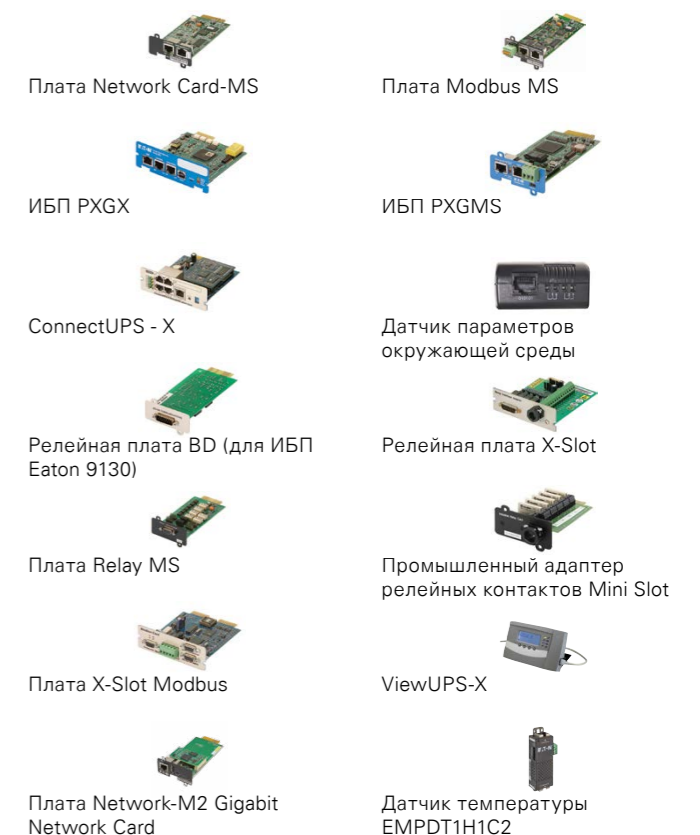 Плата Network Card-MS
Плата Modbus MS
ИБП PXGX
ИБП PXGMS
ConnectUPS - X
Датчик параметров
окружающей среды
Релейная плата BD (для ИБП
Eaton 9130)
Релейная плата X-Slot
Плата Relay MS
Промышленный адаптер
релейных контактов Mini Slot
Плата X-Slot Modbus
ViewUPS-X
Плата Network-M2 Gigabit
Network Card
Датчик температуры
EMPDT1H1C2